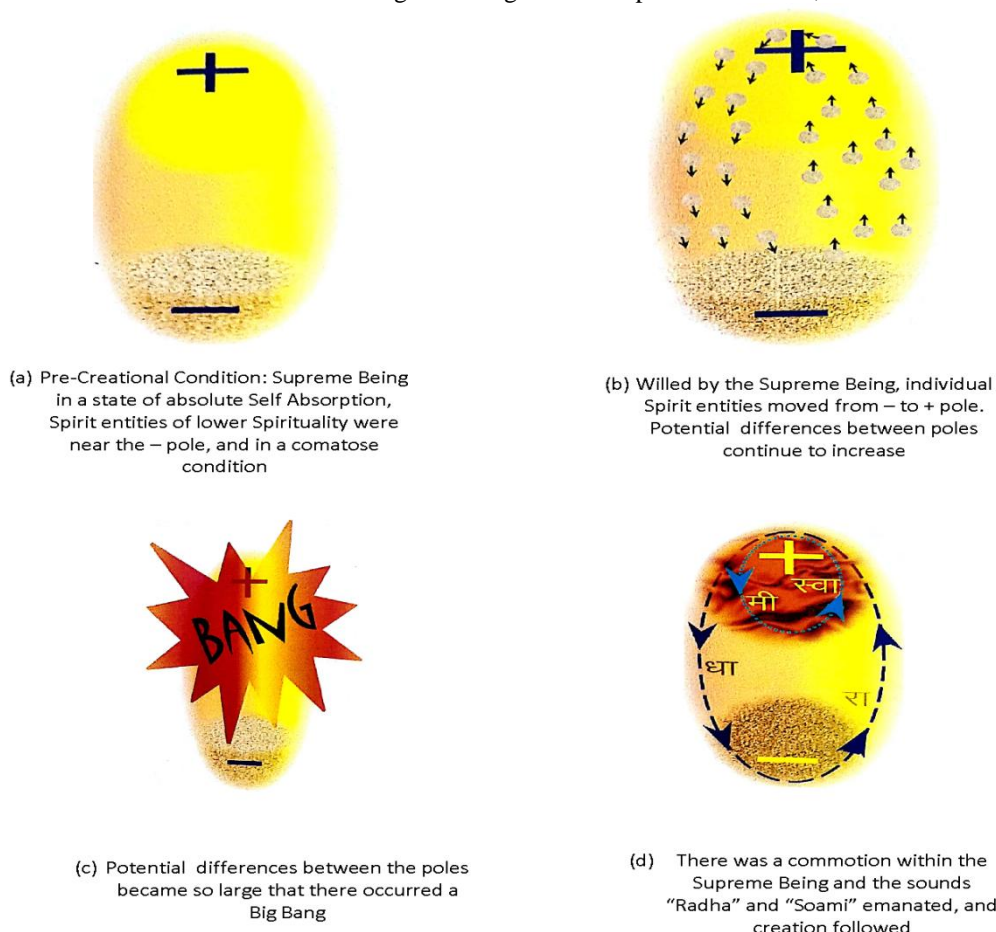 +
+
−
−
(a) Pre-Creational Condition: Supreme Being
in a state of absolute Self Absorption,
Spirit entities of lower Spirituality were
near the – pole, and in a comatose
condition
(b) Willed by the Supreme Being, individual
Spirit entities moved from – to + pole.
Potential differences between poles
continue to increase
+
BANG
−
+
स्वा
मी
धा
रा
−
(c) Potential differences between the poles
became so large that there occurred a
Big Bang
(d) There was a commotion within the
Supreme Being and the sounds
“Radha” and “Soami” emanated, and
creation followed